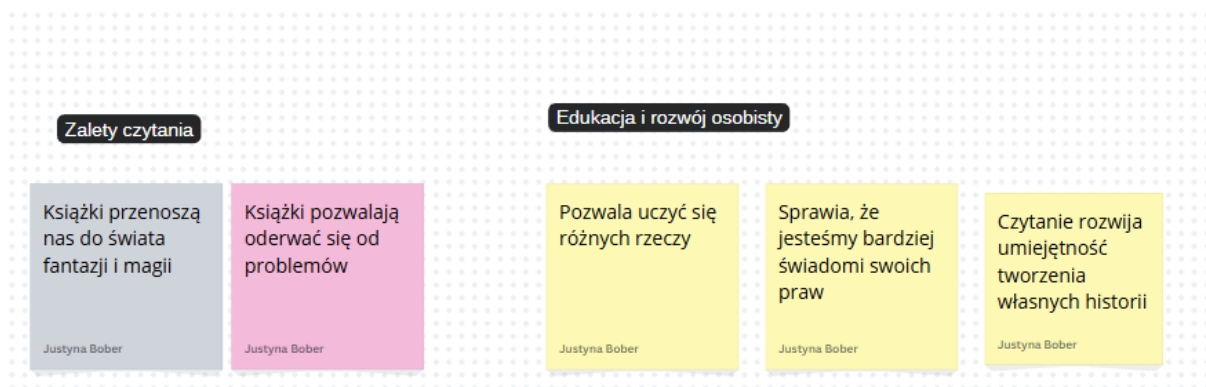 Zalety czytania
Edukacja i rozwój osobisty
Książki przenoszą
nas do świata
fantazji i magii
Justyna Bober
Książki pozwalają
oderwać się od
problemów
Justyna Bober
Pozwala uczyć się
różnych rzeczy
Justyna Bober
Sprawia, że
jesteśmy bardziej
świadomi swoich
praw
Justyna Bober
Czytanie rozwija
umiejętność
tworzenia
własnych historii
Justyna Bober